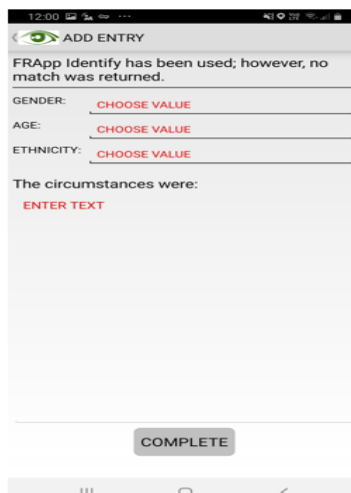 12:00
ADD ENTRY
FRApp Identify has been used; however, no
match was returned.
GENDER: CHOOSE VALUE
AGE: CHOOSE VALUE
ETHNICITY: CHOOSE VALUE
The circumstances were:
ENTER TEXT
COMPLETE